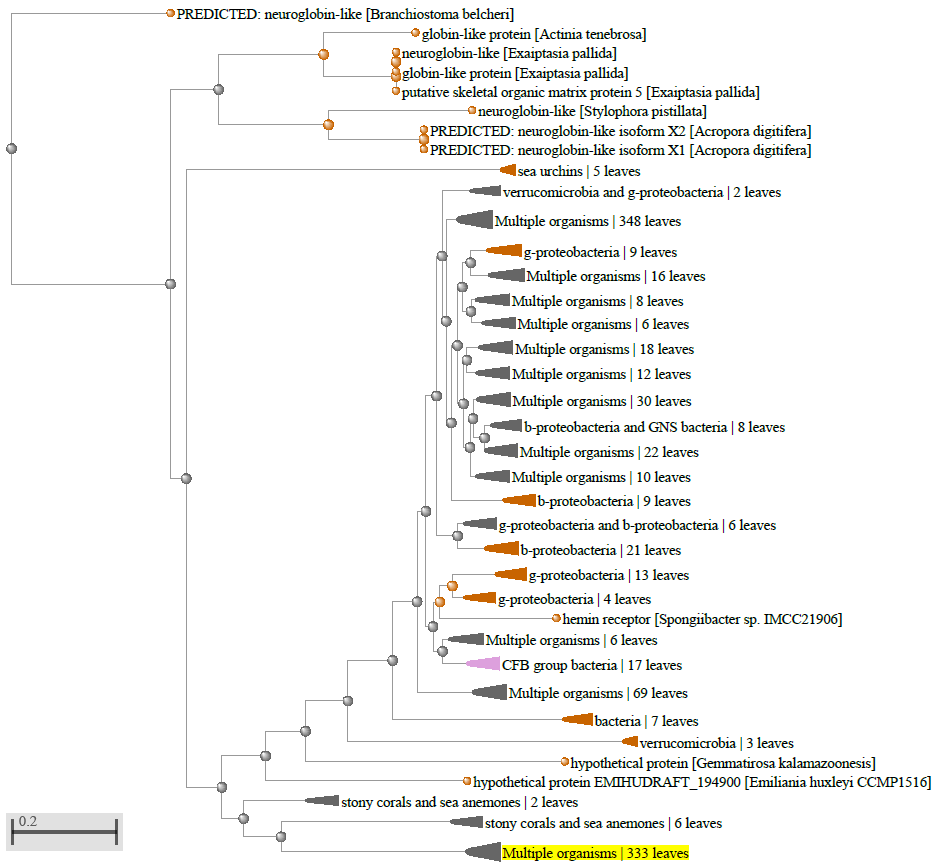 PREDICTED: neuroglobin-like [Branchiostoma belcheri]
globin-like protein [Actinia tenebrosa]
neuroglobin-like [Exaiptasia pallida]
globin-like protein [Exaiptasia pallida]
putative skeletal organic matrix protein 5 [Exaiptasia pallida]
neuroglobin-like [Stylophora pistillata]
PREDICTED: neuroglobin-like isoform X2 [Acropora digitifera]
PREDICTED: neuroglobin-like isoform X1 [Acropora digitifera]
sea urchins | 5 leaves
verrucomicrobia and g-proteobacteria | 2 leaves
Multiple organisms | 348 leaves
g-proteobacteria | 9 leaves
Multiple organisms | 16 leaves
Multiple organisms | 8 leaves
Multiple organisms | 6 leaves
Multiple organisms | 18 leaves
Multiple organisms | 12 leaves
Multiple organisms | 30 leaves
b-proteobacteria and GNS bacteria | 8 leaves
Multiple organisms | 22 leaves
Multiple organisms | 10 leaves
b-proteobacteria | 9 leaves
g-proteobacteria and b-proteobacteria | 6 leaves
b-proteobacteria | 21 leaves
g-proteobacteria | 13 leaves
g-proteobacteria | 4 leaves
hemin receptor [Spongiibacter sp. IMCC21906]
Multiple organisms | 6 leaves
CFB group bacteria | 17 leaves
Multiple organisms | 69 leaves
bacteria | 7 leaves
verrucomicrobia | 3 leaves
hypothetical protein [Gemmatirosa kalamazoonesis]
hypothetical protein EMIHUDRAFT_194900 [Emiliania huxleyi CCMP1516]
stony corals and sea anemones | 2 leaves
stony corals and sea anemones | 6 leaves
Multiple organisms | 333 leaves
0.2